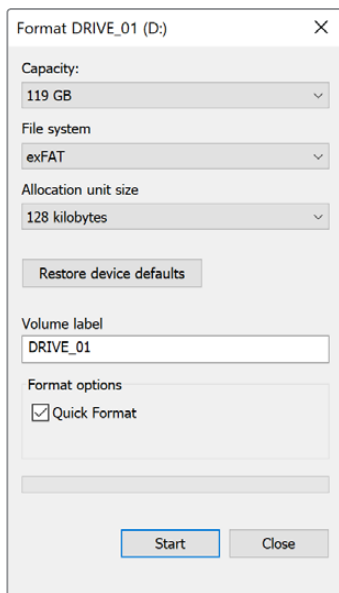 Format DRIVE_01 (D:)
Capacity:
119 GB
File system
exFAT
Allocation unit size
128 kilobytes
Restore device defaults
Volume label
DRIVE_01
Format options
Quick Format
Start Close